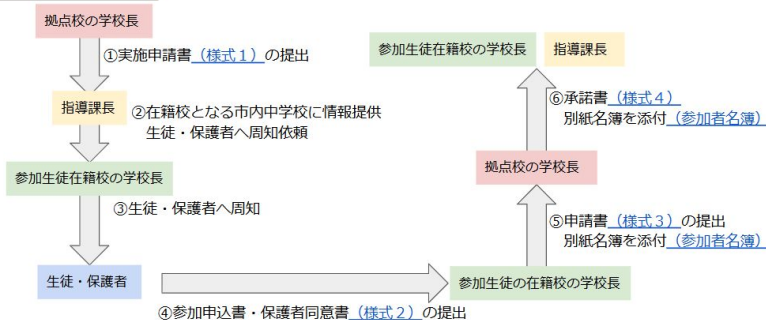 拠点校の学校長
①実施申請書（様式１）の提出
指導課長
②在籍校となる市内中学校に情報提供
生徒・保護者へ周知依頼
参加生徒在籍校の学校長
③生徒・保護者へ周知
生徒・保護者
④参加申込書・保護者同意書（様式２）の提出
参加生徒の在籍校の学校長
⑤申請書（様式３）の提出
別紙名簿を添付（参加者名簿）
拠点校の学校長
⑥承諾書（様式４）
別紙名簿を添付（参加者名簿）
参加生徒在籍校の学校長
指導課長